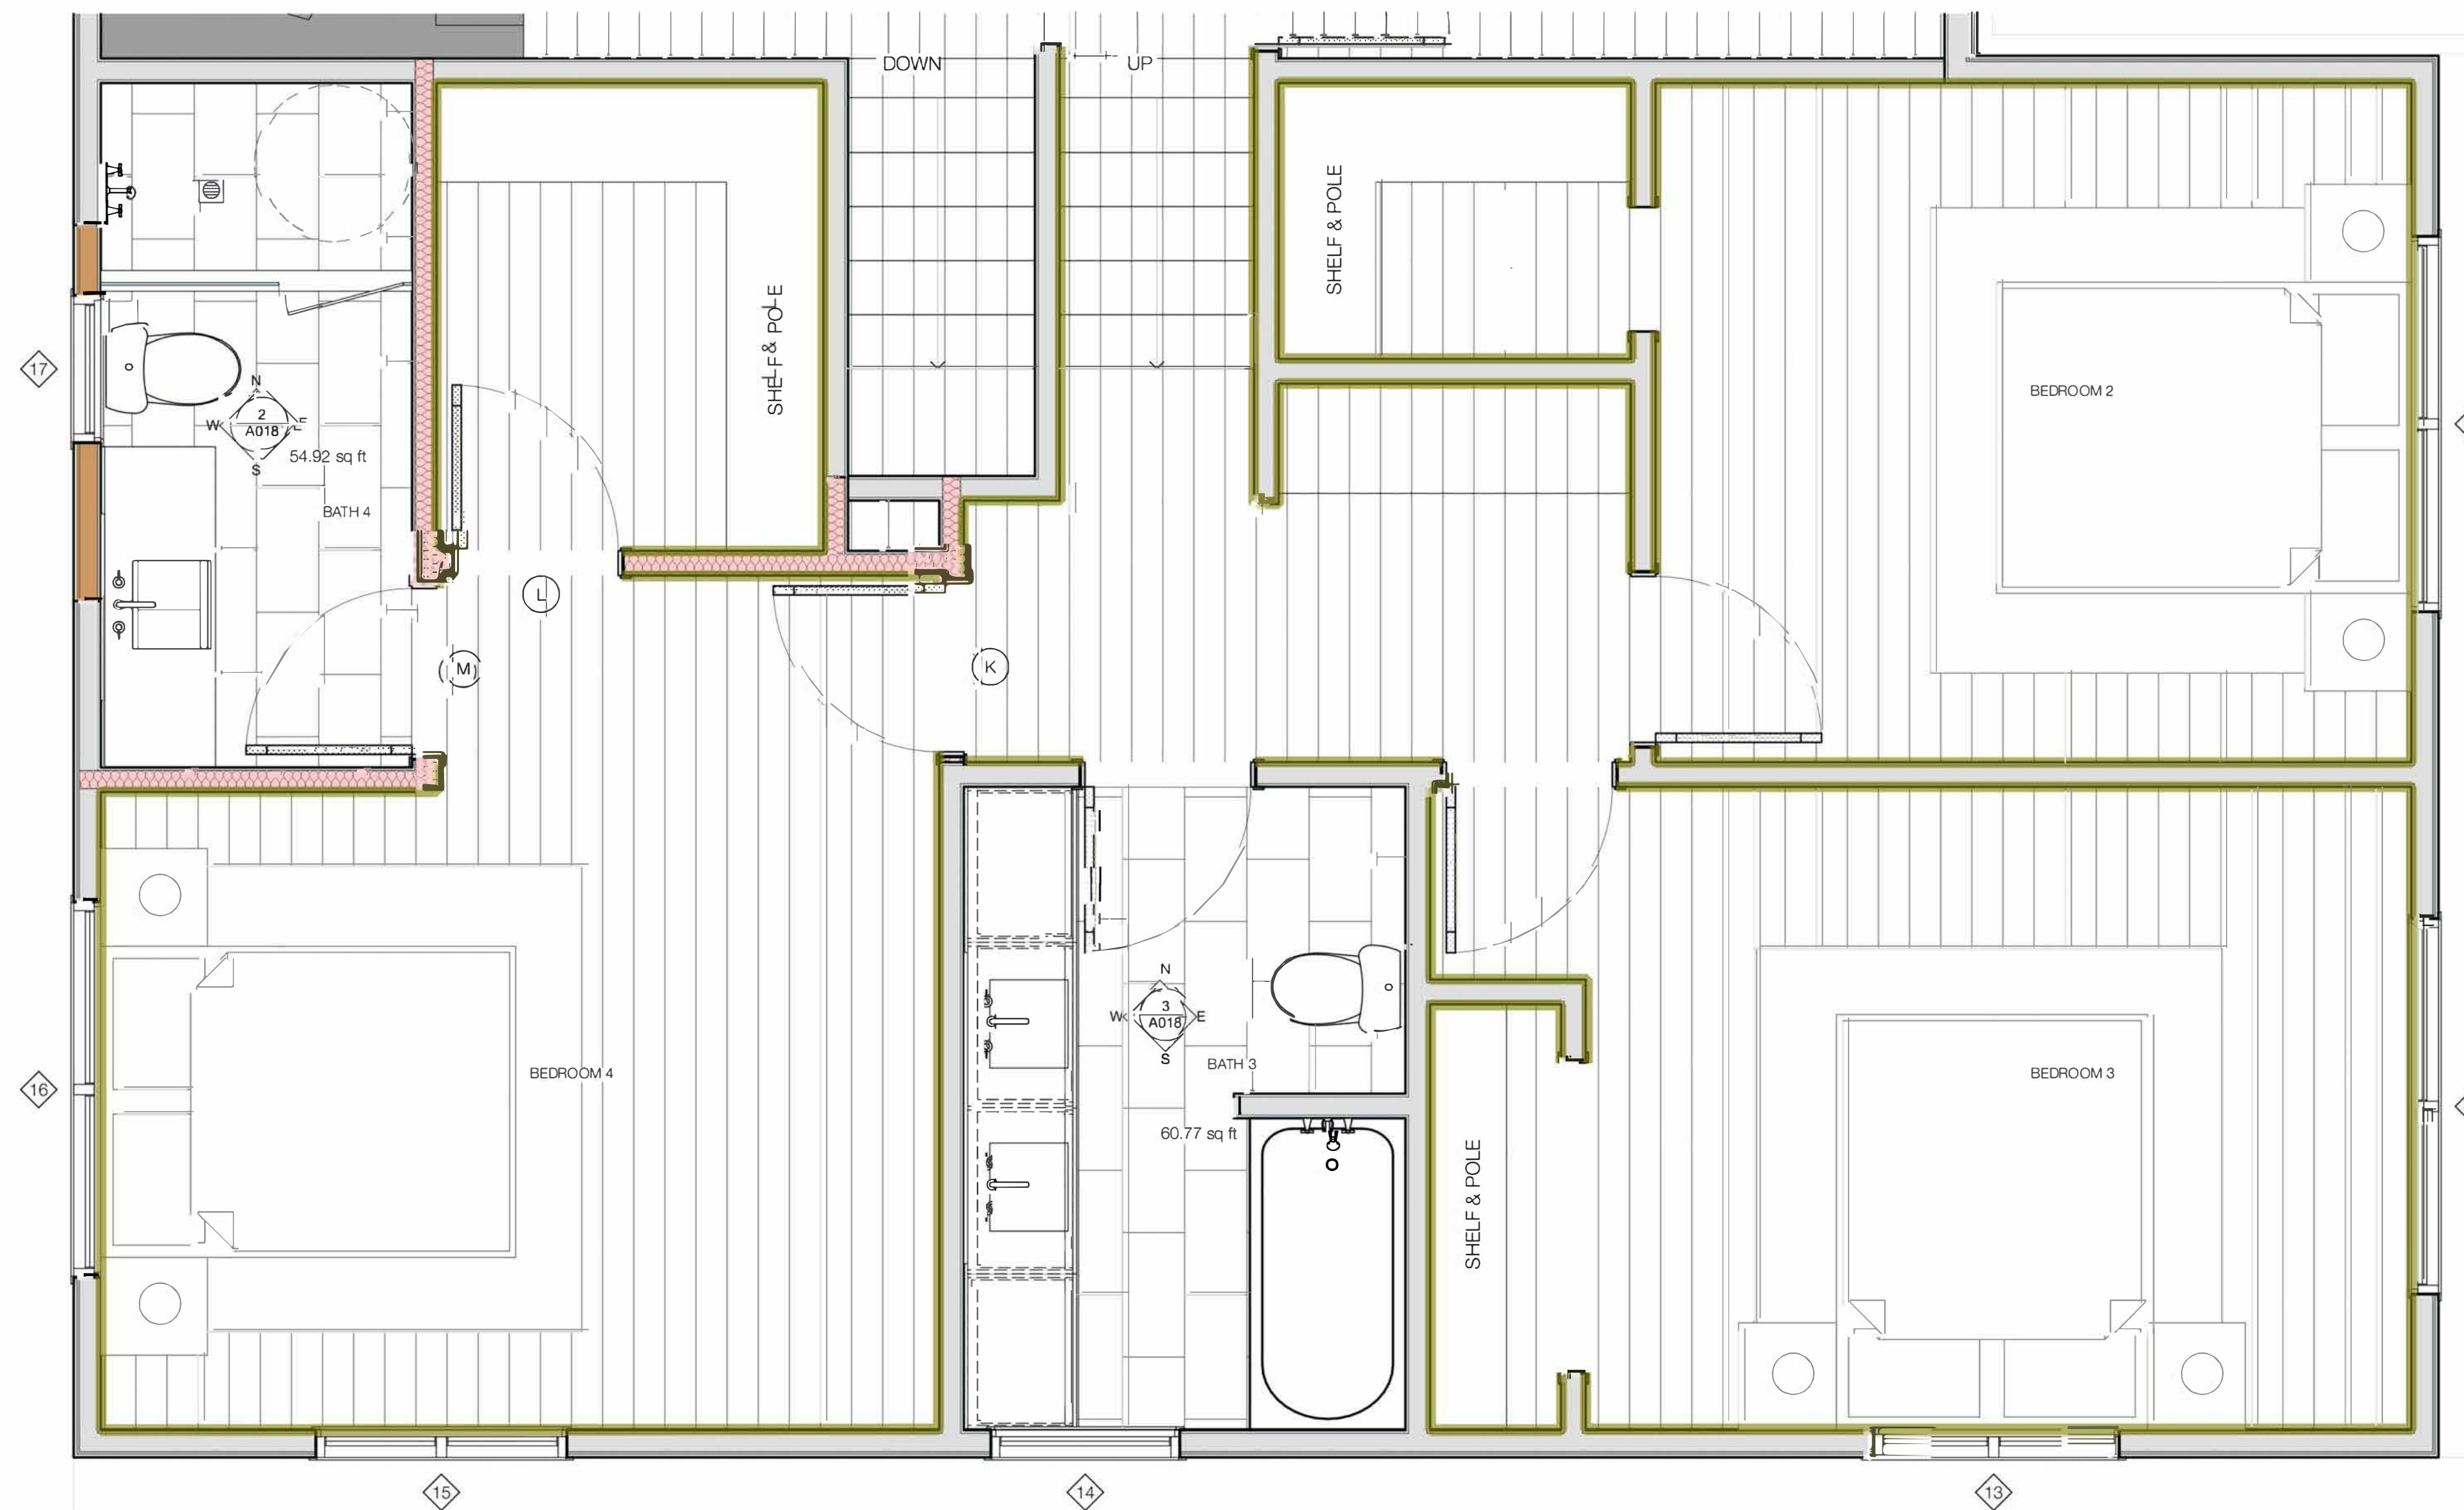 DOWN
UP
SHELF & POLE
SHELF & POLE
17
N
2
W
E
A018
S
54.92 sq ft
BATH 4
BEDROOM 2
L
M
K
N
3
W
E
A018
S
BATH 3
60.77 sq ft
16
BEDROOM 4
BEDROOM 3
SHELF & POLE
15
14
13